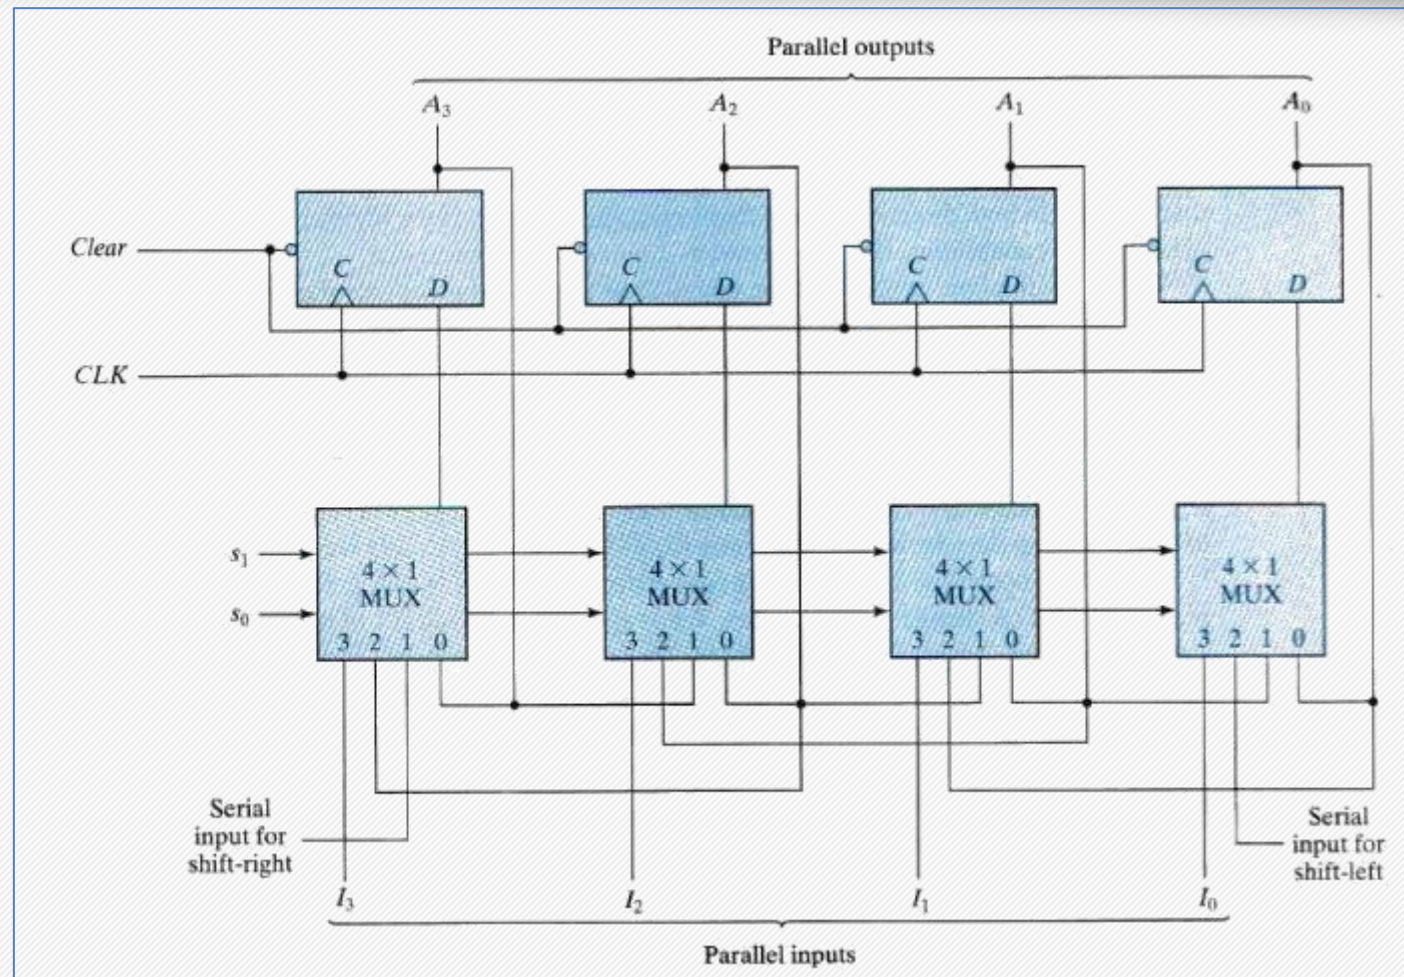 Parallel outputs
A₃ A₂ A₁ A₀
Clear
C D C D C D C D
CLK
s₁
s₀
4 × 1 MUX
3 2 1 0
4 × 1 MUX
3 2 1 0
4 × 1 MUX
3 2 1 0
4 × 1 MUX
3 2 1 0
Serial
input for
shift-right
Serial
input for
shift-left
I₃ I₂ I₁ I₀
Parallel inputs